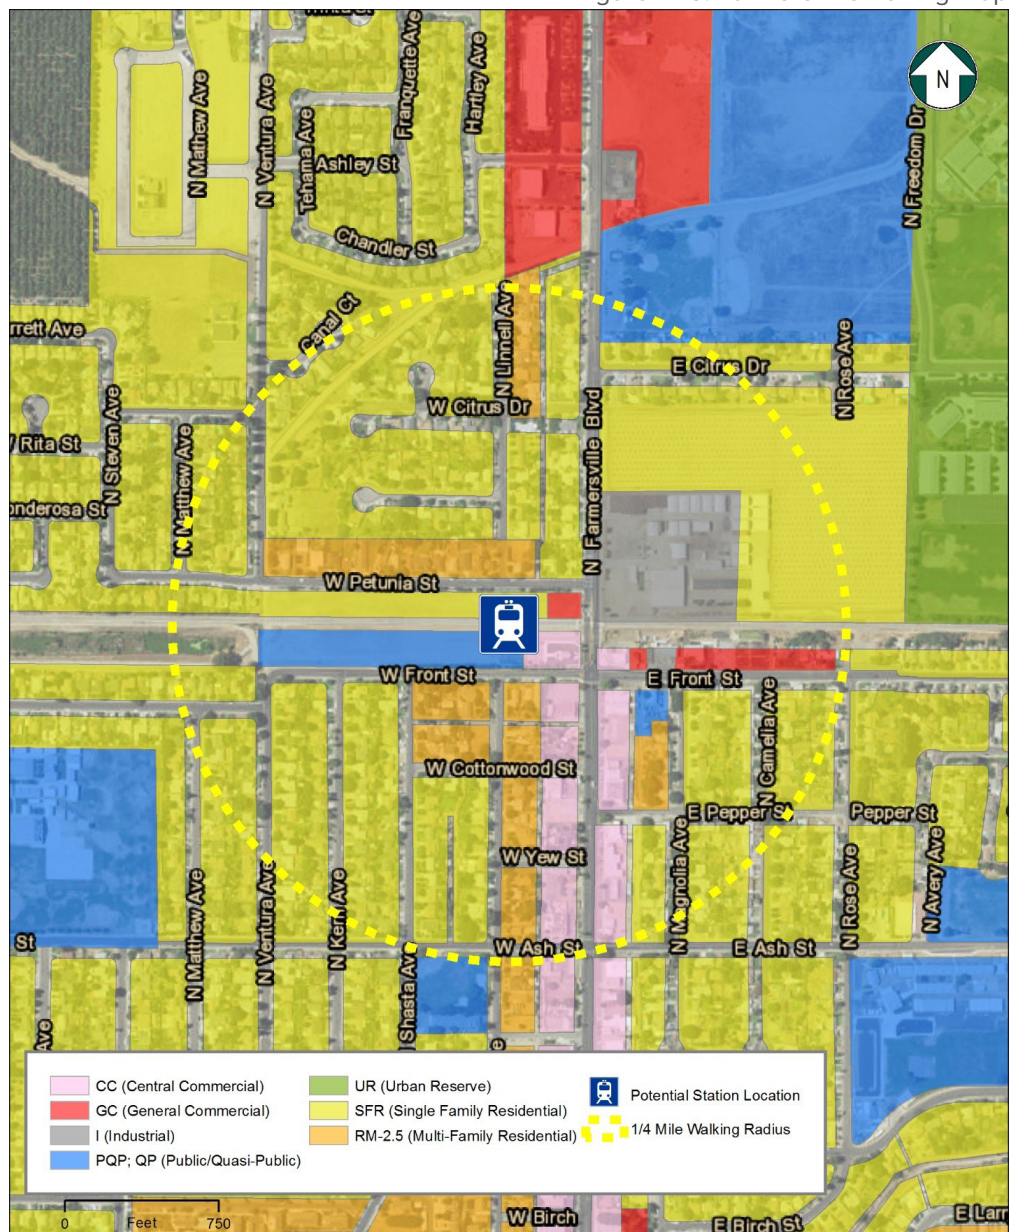 N
N Mathew Ave
N Ventura Ave
Tehama Ave
Franquette Ave
Hartley Ave
Ashley St
Chandler St
N Freedom Dr
Canal Ct
N Linnell Ave
E Citrus Dr
N Rose Ave
W Citrus Dr
N Farmersville Blvd
N Steven Ave
Rita St
N Matthew Ave
W Petunia St
W Front St
E Front St
N Camelia Ave
W Cottonwood St
E Pepper St
Pepper St
W Yew St
N Magnolia Ave
N Rose Ave
N Avery Ave
N Matthew Ave
N Ventura Ave
N Kern Ave
St
W Ash St
E Ash St
Shasta Ave
Ave
CC (Central Commercial)
GC (General Commercial)
I (Industrial)
PQP; QP (Public/Quasi-Public)
UR (Urban Reserve)
SFR (Single Family Residential)
RM-2.5 (Multi-Family Residential)
Potential Station Location
1/4 Mile Walking Radius
0 Feet 750
W Birch
E Birch St